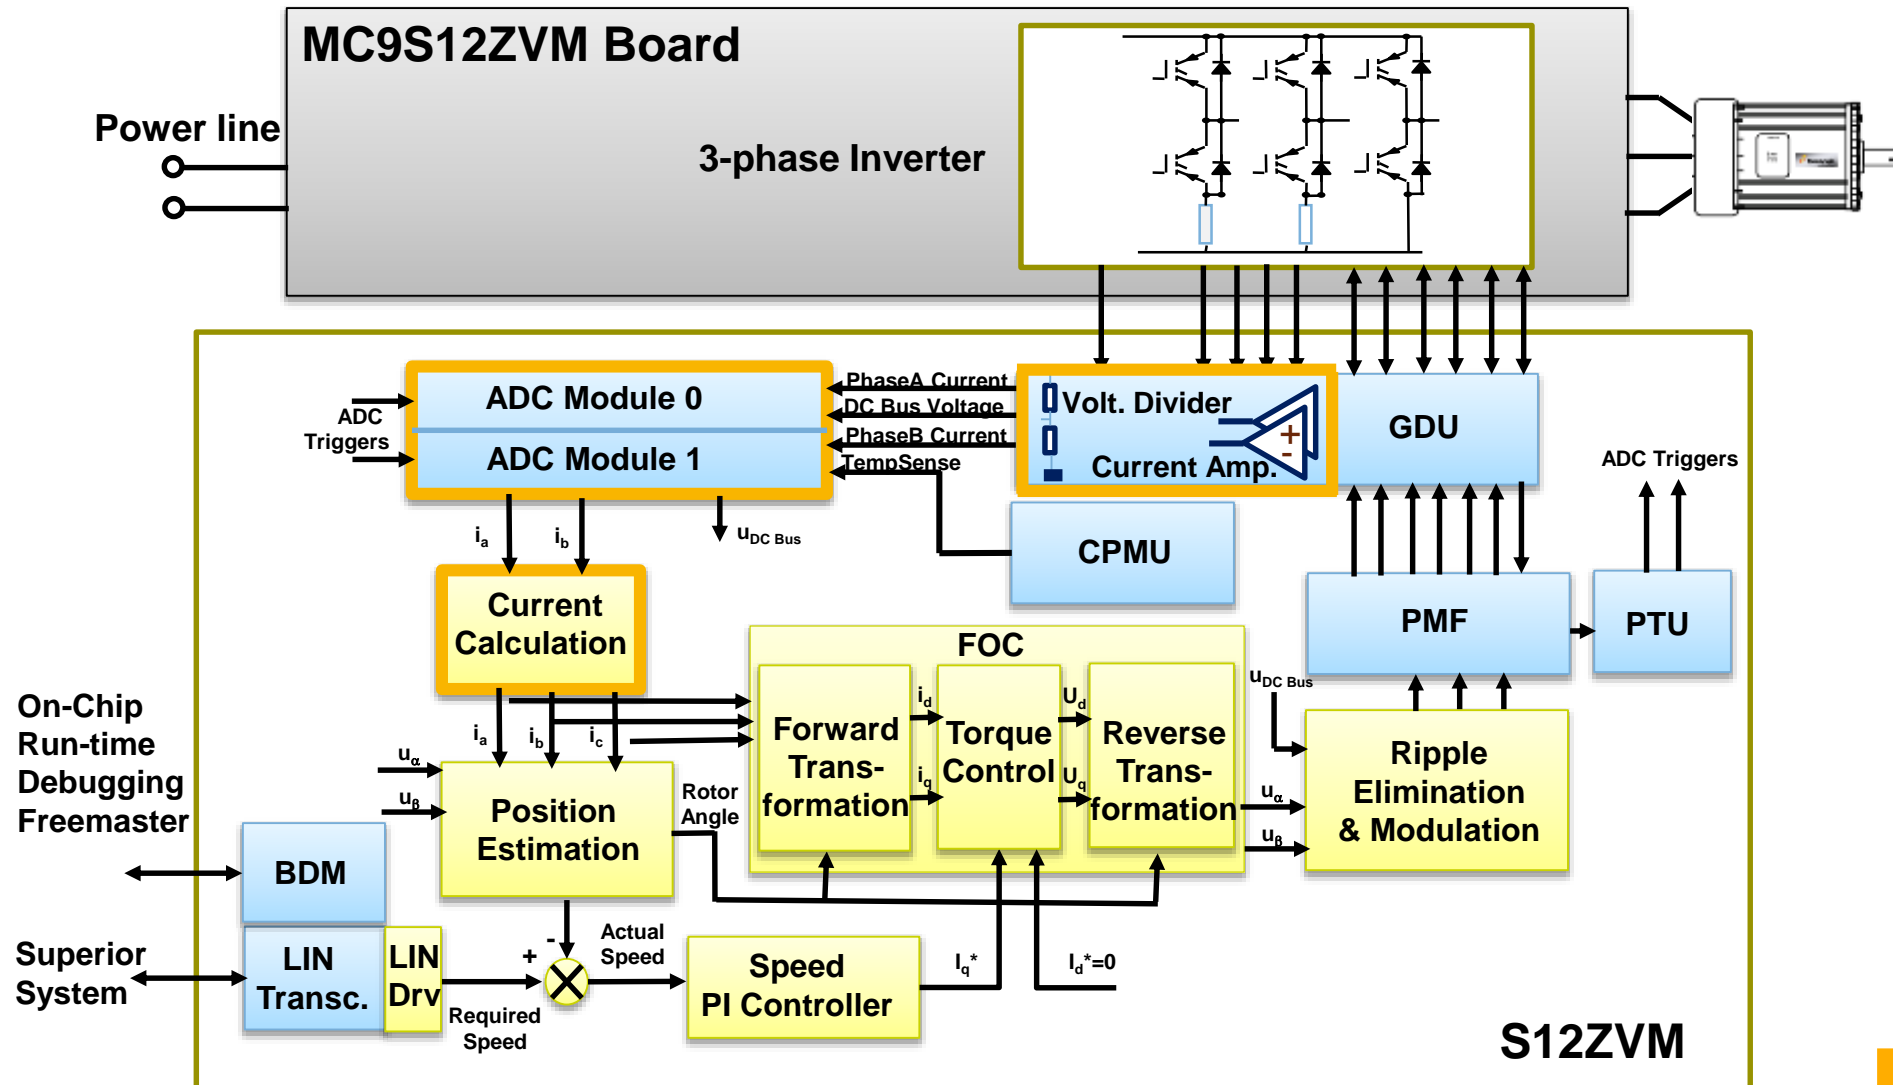 MC9S12ZVM Board
Power line
3-phase Inverter
ADC Module 0
ADC Module 1
ADC
Triggers
PhaseA Current
DC Bus Voltage
PhaseB Current
TempSense
Volt. Divider
+
-
Current Amp.
GDU
ADC Triggers
ia
ib
uDC Bus
CPMU
Current
Calculation
PMF
PTU
FOC
On-Chip
Run-time
Debugging
Freemaster
ia
ib
ic
uα
uβ
Position
Estimation
Rotor
Angle
Forward
Trans-
formation
id
iq
Torque
Control
Ud
Uq
Reverse
Trans-
formation
uDC Bus
uα
uβ
Ripple
Elimination
& Modulation
BDM
Superior
System
LIN
Transc.
LIN
Drv
+
-
Required
Speed
Actual
Speed
Speed
PI Controller
Iq*
Id*=0
S12ZVM